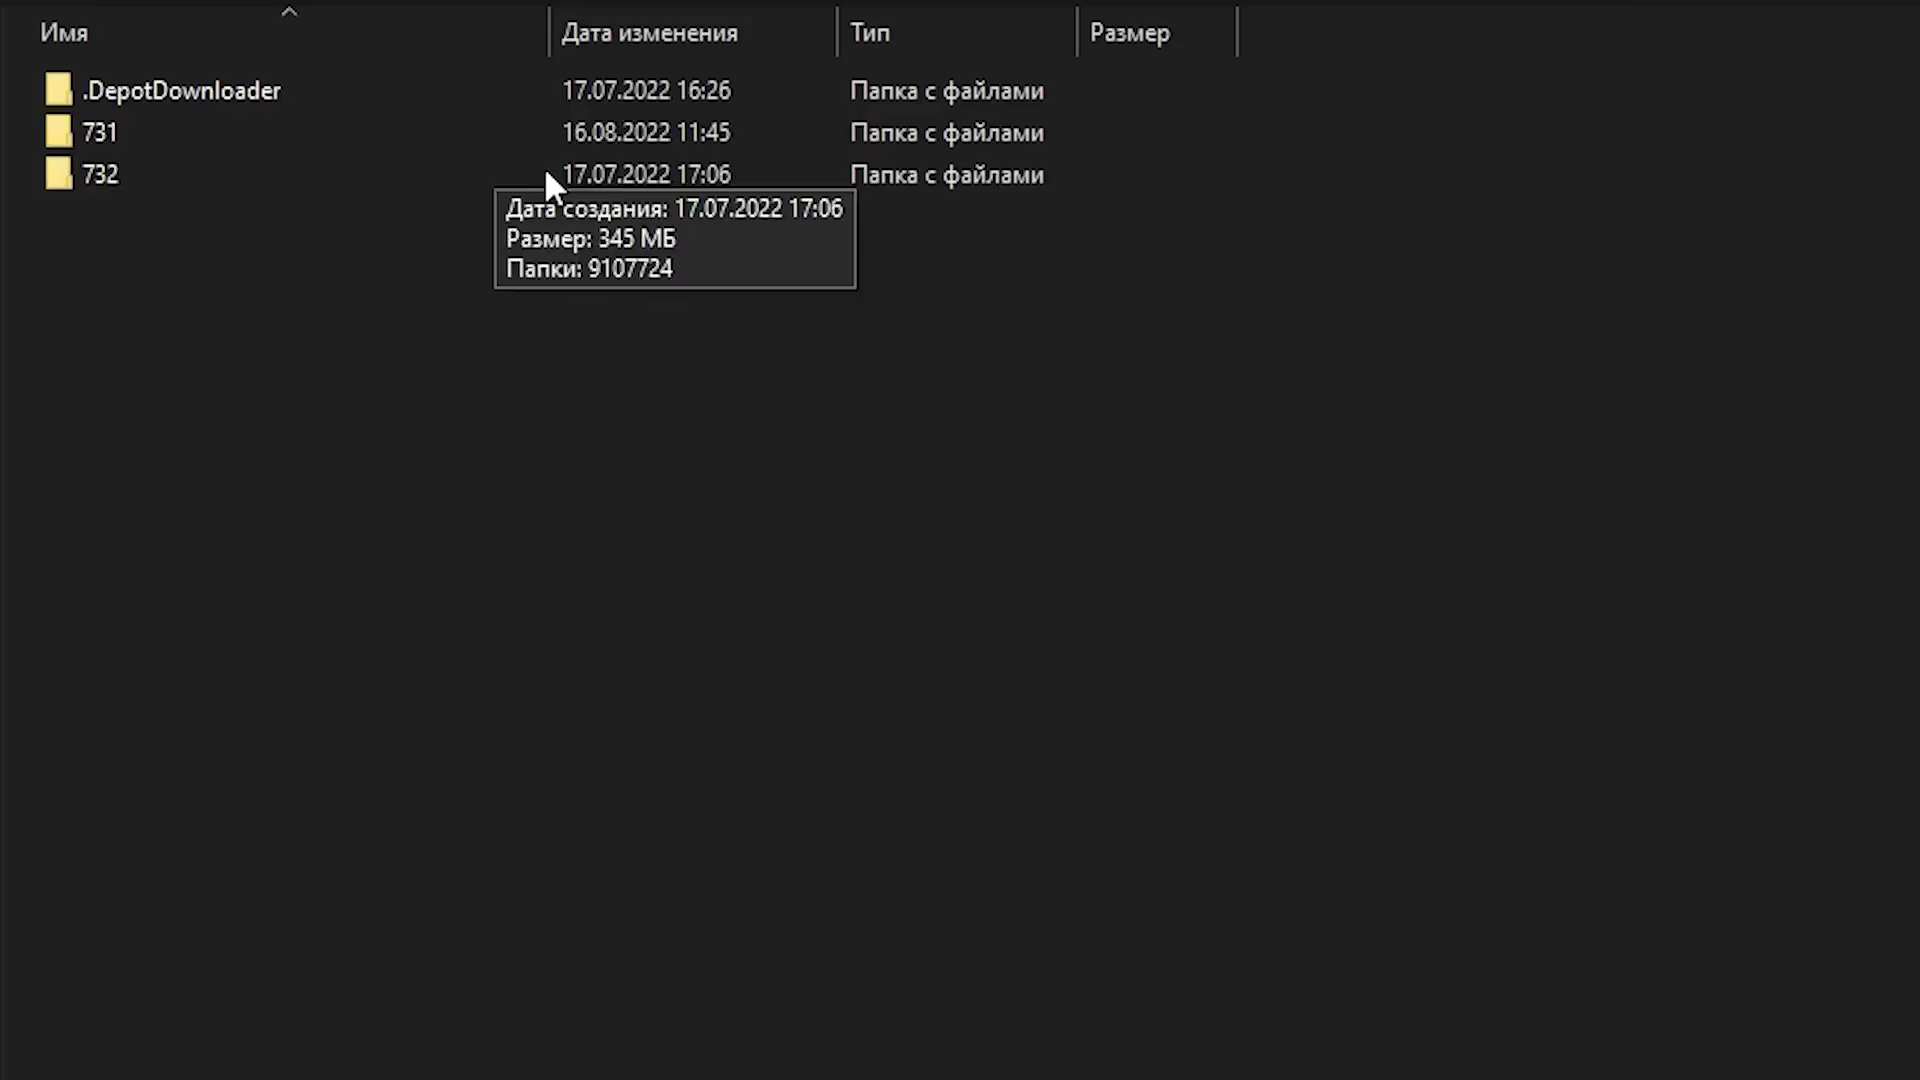 Имя Дата изменения Тип Размер
.DepotDownloader 17.07.2022 16:26 Папка с файлами
731 16.08.2022 11:45 Папка с файлами
732 17.07.2022 17:06 Папка с файлами
Дата создания: 17.07.2022 17:06
Размер: 345 МБ
Папки: 9107724